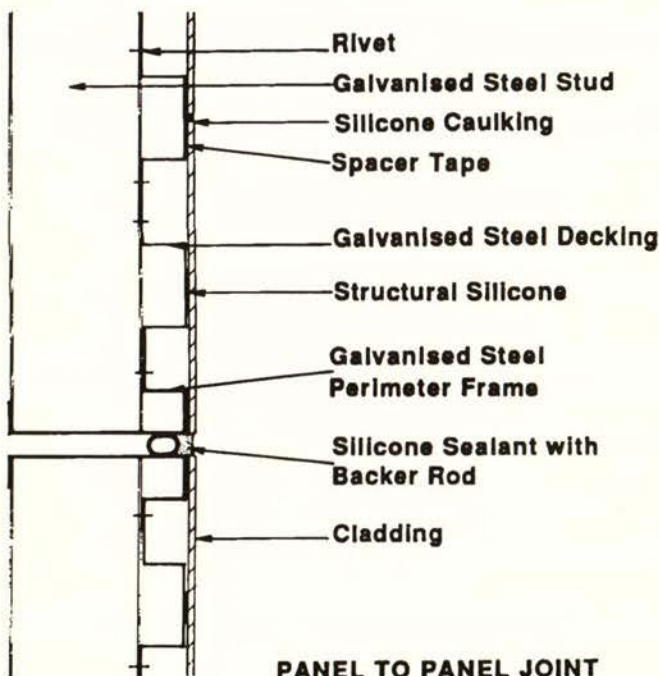 Rivet
Galvanised Steel Stud
Silicone Caulking
Spacer Tape
Galvanised Steel Decking
Structural Silicone
Galvanised Steel
Perimeter Frame
Silicone Sealant with
Backer Rod
Cladding
PANEL TO PANEL JOINT